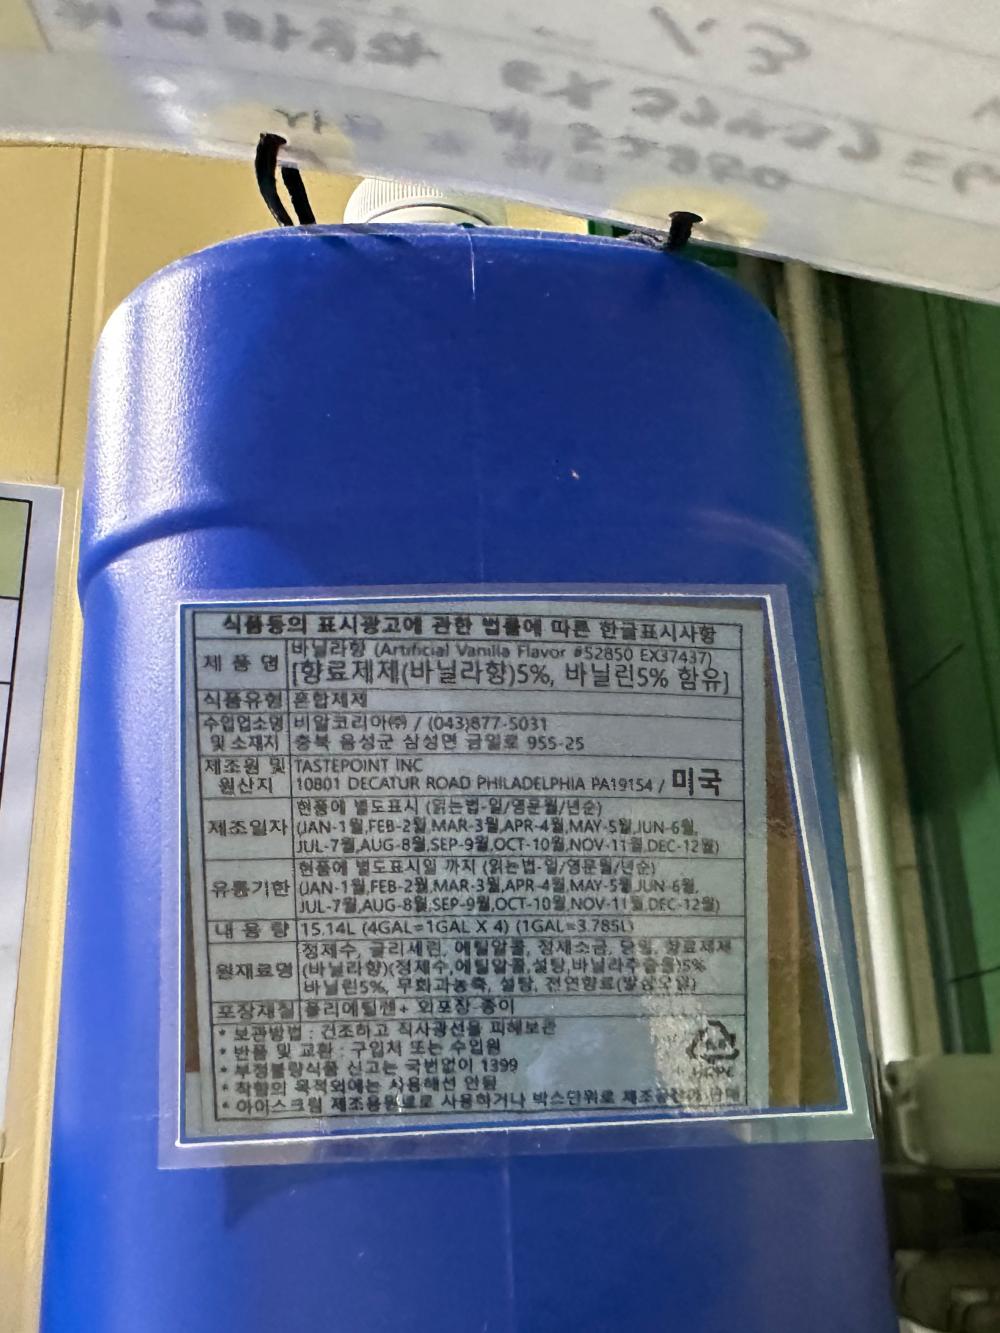 식품등의 표시광고에 관한 법률에 따른 한글표시사항
제 품 명
바닐라향 (Artificial Vanilla Flavor #52850 EX37437)
[향료제제(바닐라향)5%, 바닐린5% 함유]
식품유형 혼합제제
수입업소명 및 소재지
비알코리아㈜ / (043)877-5031
충북 음성군 삼성면 금일로 955-25
제조원 및 원산지
TASTEPOINT INC
10801 DECATUR ROAD PHILADELPHIA PA19154 / 미국
제조일자
현품에 별도표시 (읽는법-일/영문월/년순)
(JAN-1월,FEB-2월,MAR-3월,APR-4월,MAY-5월,JUN-6월,
JUL-7월,AUG-8월,SEP-9월,OCT-10월,NOV-11월,DEC-12월)
유통기한
현품에 별도표시일 까지 (읽는법-일/영문월/년순)
(JAN-1월,FEB-2월,MAR-3월,APR-4월,MAY-5월,JUN-6월,
JUL-7월,AUG-8월,SEP-9월,OCT-10월,NOV-11월,DEC-12월)
내 용 량 15.14L (4GAL=1GAL X 4) (1GAL=3.785L)
원재료명
정제수, 글리세린, 에틸알콜, 정제소금, 당밀, 향료제제
(바닐라향)(정제수,에틸알콜,설탕,바닐라추출물)5%
바닐린5%, 무화과농축, 설탕, 천연향료
포장재질 폴리에틸렌+ 외포장-종이
* 보관방법 : 건조하고 직사광선을 피해보관
* 반품 및 교환 : 구입처 또는 수입원
* 부정불량식품 신고는 국번없이 1399
* 착향의 목적외에는 사용해선 안됨
* 아이스크림 제조용원료로 사용하거나 박스단위로
HDPE